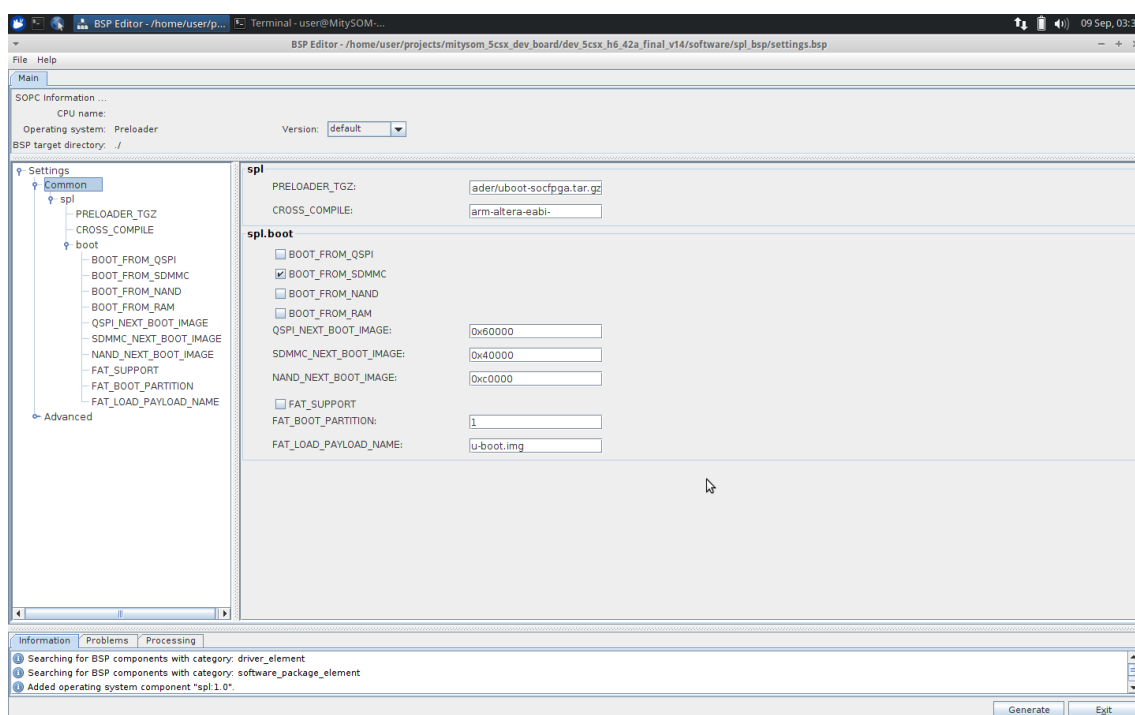 BSP Editor - /home/user/p... Terminal - user@MitySOM-... 09 Sep, 03:3
BSP Editor - /home/user/projects/mitysom_5csx_dev_board/dev_5csx_h6_42a_final_v14/software/spl_bsp/settings.bsp
File Help
Main
SOPC Information ...
CPU name:
Operating system: Preloader Version: default
BSP target directory: ./
Settings
Common
spl
PRELOADER_TGZ
CROSS_COMPILE
boot
BOOT_FROM_QSPI
BOOT_FROM_SDMMC
BOOT_FROM_NAND
BOOT_FROM_RAM
QSPI_NEXT_BOOT_IMAGE
SDMMC_NEXT_BOOT_IMAGE
NAND_NEXT_BOOT_IMAGE
FAT_SUPPORT
FAT_BOOT_PARTITION
FAT_LOAD_PAYLOAD_NAME
Advanced
spl
PRELOADER_TGZ: ader/uboot-socfpga.tar.gz
CROSS_COMPILE: arm-altera-eabi-
spl.boot
BOOT_FROM_QSPI
BOOT_FROM_SDMMC
BOOT_FROM_NAND
BOOT_FROM_RAM
QSPI_NEXT_BOOT_IMAGE: 0x60000
SDMMC_NEXT_BOOT_IMAGE: 0x40000
NAND_NEXT_BOOT_IMAGE: 0xc0000
FAT_SUPPORT
FAT_BOOT_PARTITION: 1
FAT_LOAD_PAYLOAD_NAME: u-boot.img
Information Problems Processing
Searching for BSP components with category: driver_element
Searching for BSP components with category: software_package_element
Added operating system component "spl:1.0".
Generate Exit